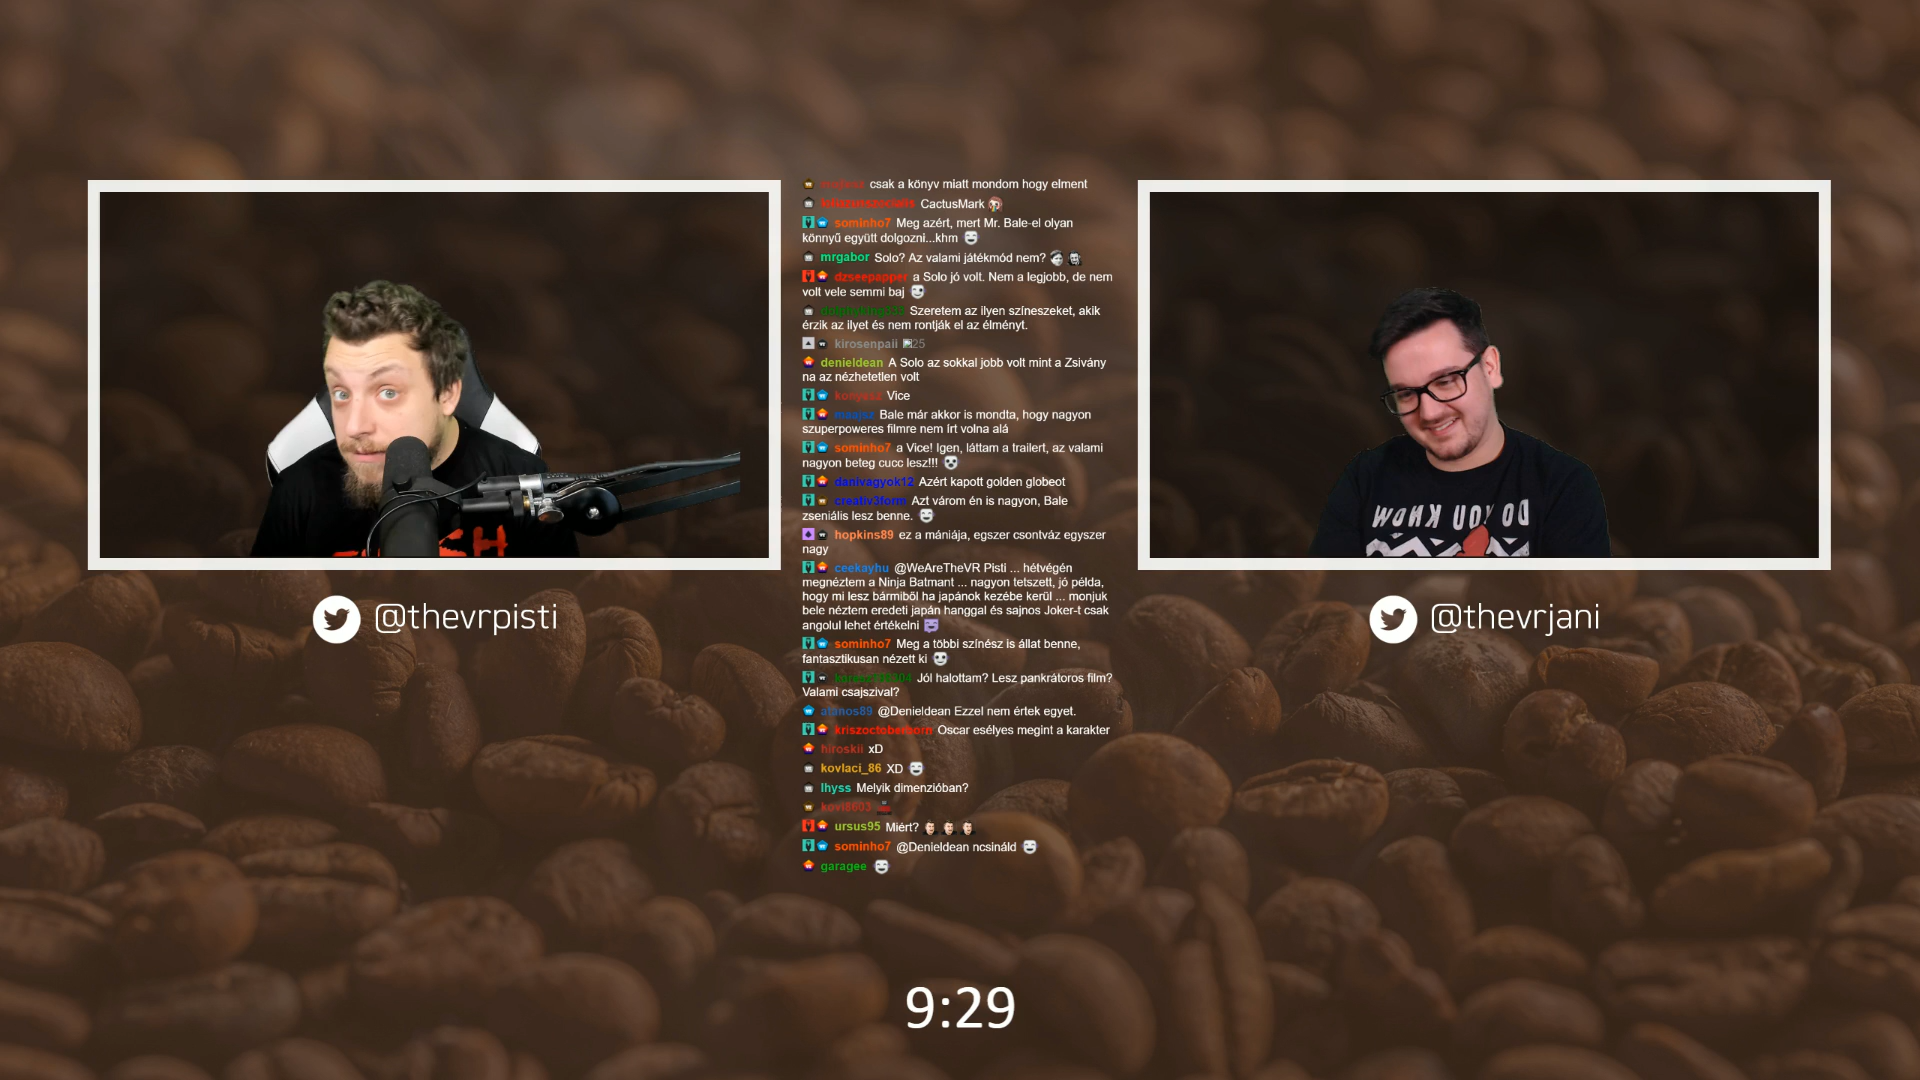 csak a könyv miatt mondom hogy elment
CactusMark
sominho7 Meg azért, mert Mr. Bale-el olyan
könnyű együtt dolgozni...khm
mrgabor Solo? Az valami játékmód nem?
dzseepapper a Solo jó volt. Nem a legjobb, de nem
volt vele semmi baj
Szeretem az ilyen színeszeket, akik
érzik az ilyet és nem rontják el az élményt.
kirosenpaii 25
denieldean A Solo az sokkal jobb volt mint a Zsivány
na az nézhetetlen volt
Vice
Bale már akkor is mondta, hogy nagyon
szuperpoweres filmre nem írt volna alá
sominho7 a Vice! Igen, láttam a trailert, az valami
nagyon beteg cucc lesz!!!
danivagyok12 Azért kapott golden globeot
creativ3form Azt várom én is nagyon, Bale
zseniális lesz benne.
hopkins89 ez a mániája, egszer csontváz egyszer
nagy
ceekayhu @WeAreTheVR Pisti ... hétvégén
megnéztem a Ninja Batmant ... nagyon tetszett, jó példa,
hogy mi lesz bármiből ha japánok kezébe kerül ... monjuk
bele néztem eredeti japán hanggal és sajnos Joker-t csak
angolul lehet értékelni
sominho7 Meg a többi színész is állat benne,
fantasztikusan nézett ki
Jól halottam? Lesz pankrátoros film?
Valami csajszival?
@Denieldean Ezzel nem értek egyet.
kriszoctoberborn Oscar esélyes megint a karakter
hiroskii xD
kovlaci_86 XD
lhyss Melyik dimenzióban?
kovi8603
ursus95 Miért?
sominho7 @Denieldean ncsináld
garagee
DO YOU KNOW
@thevrpisti
@thevrjani
9:29